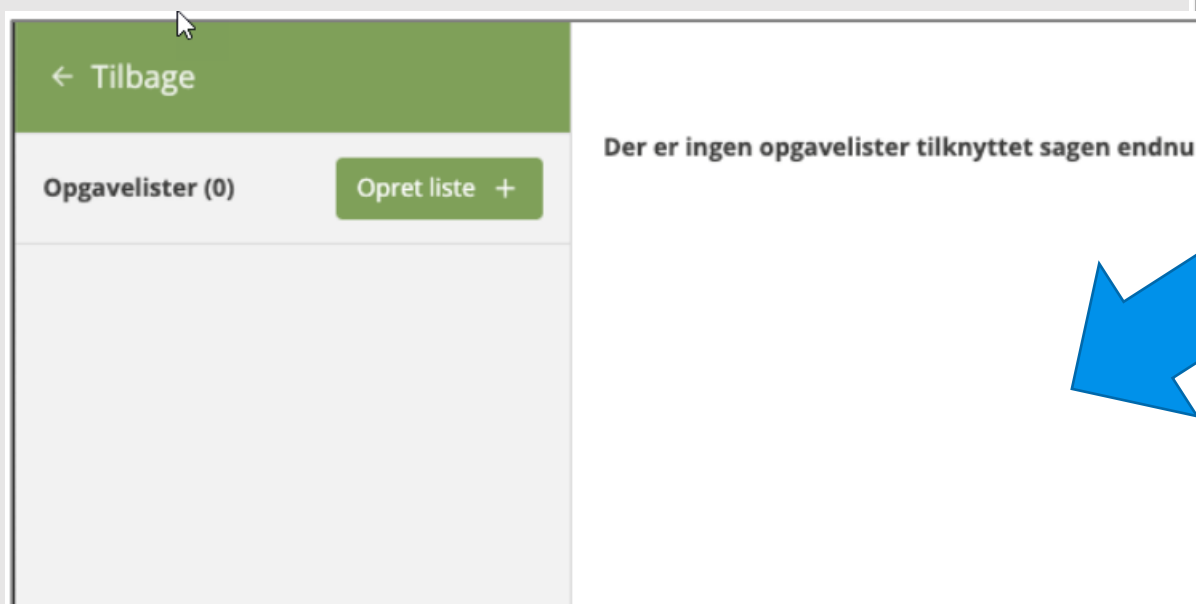 ← Tilbage
Opgavelister (0)
Opret liste +
Der er ingen opgavelister tilknyttet sagen endnu